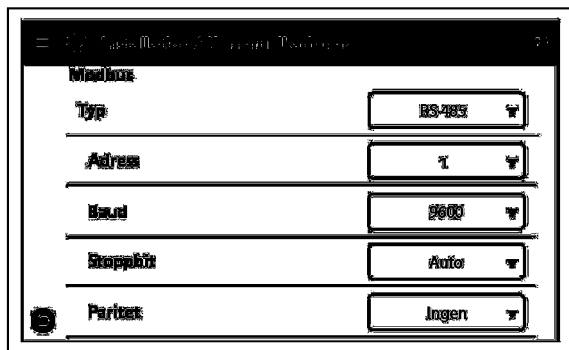 Modbus
Typ RS-485
Adress 1
Baud 9600
Stoppbit Auto
Paritet Ingen